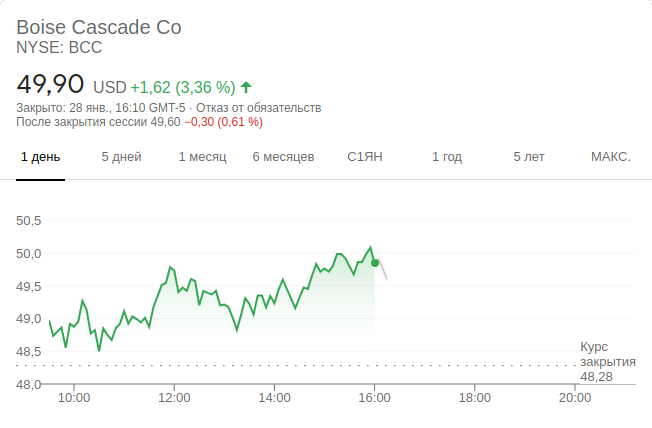 Boise Cascade Co
NYSE: BCC
49,90 USD +1,62 (3,36 %)
Закрыто: 28 янв., 16:10 GMT-5 · Отказ от обязательств
После закрытия сессии 49,60 −0,30 (0,61 %)
1 день 5 дней 1 месяц 6 месяцев С1ЯН 1 год 5 лет МАКС.
50,5
50,0
49,5
49,0
48,5
48,0
Курс
закрытия
48,28
10:00 12:00 14:00 16:00 18:00 20:00